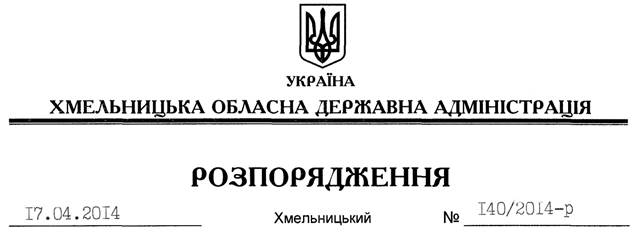 УКРАЇНА
ХМЕЛЬНИЦЬКА ОБЛАСНА ДЕРЖАВНА АДМІНІСТРАЦІЯ
РОЗПОРЯДЖЕННЯ
17.04.2014 Хмельницький № 140/2014-р